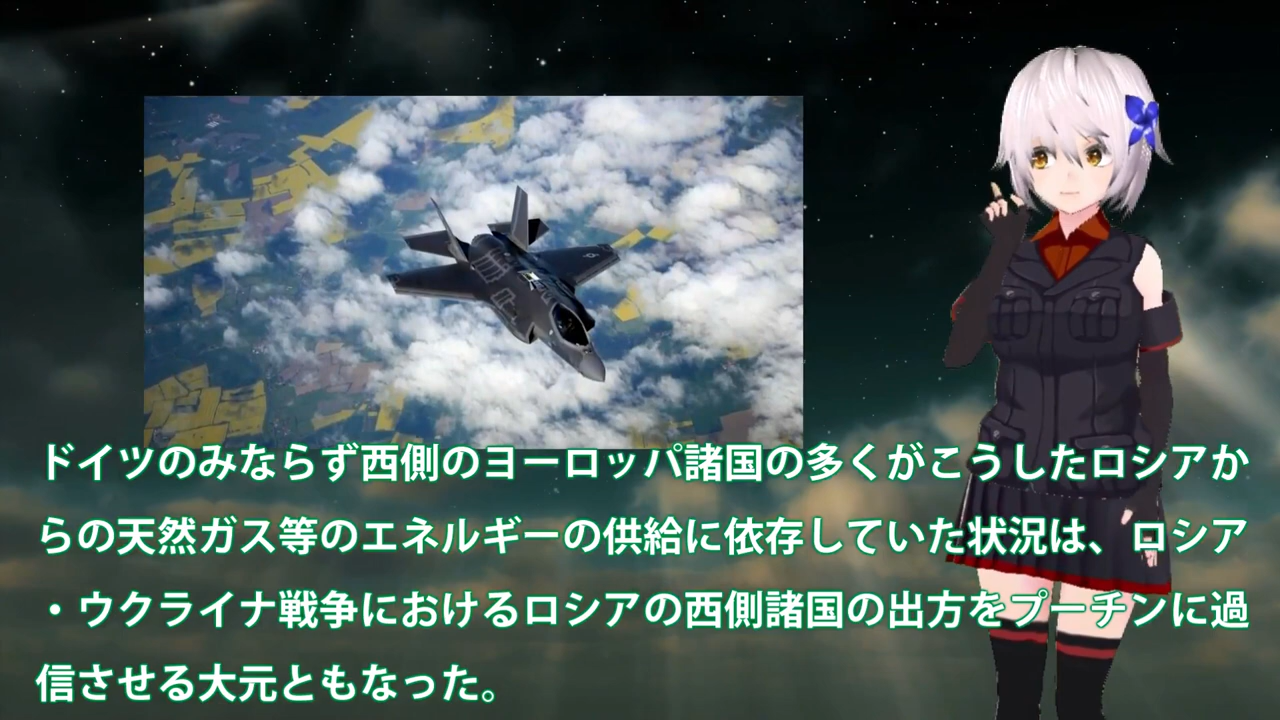 ドイツのみならず西側のヨーロッパ諸国の多くがこうしたロシアか
らの天然ガス等のエネルギーの供給に依存していた状況は、ロシア
・ウクライナ戦争におけるロシアの西側諸国の出方をプーチンに過
信させる大元ともなった。